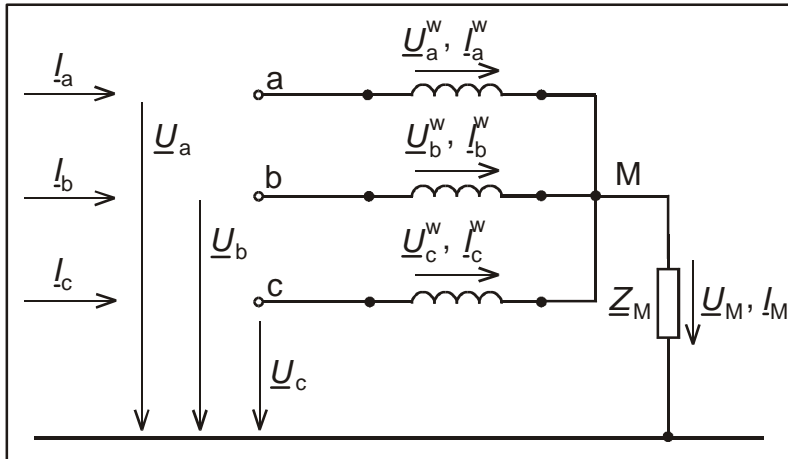 U_a^w, I_a^w
I_a
a
U_a
U_b^w, I_b^w
I_b
b
M
U_b
U_c^w, I_c^w
I_c
c
Z_M
U_M, I_M
U_c